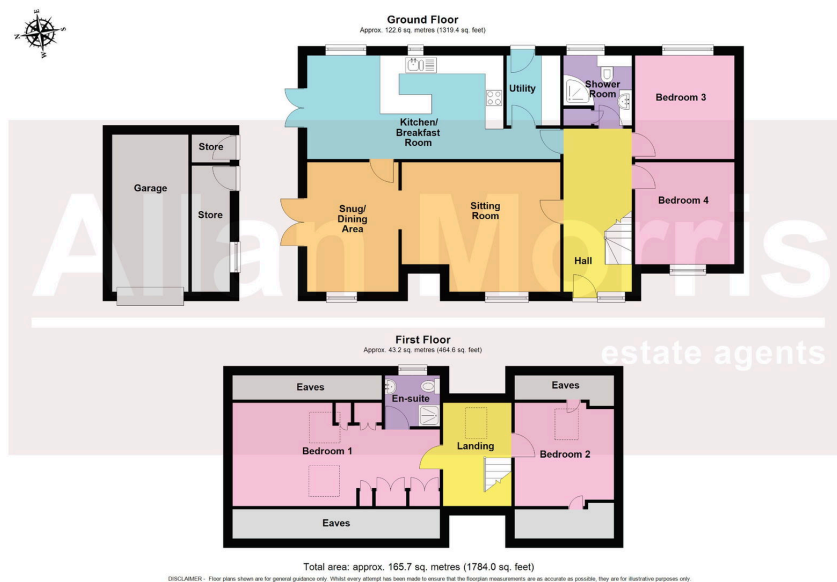 Ground Floor
Approx. 122.6 sq. metres (1319.4 sq. feet)
N
E
S
W
Utility
Shower
Room
Bedroom 3
Kitchen/
Breakfast
Room
Store
Garage
Store
Snug/
Dining
Area
Sitting
Room
Bedroom 4
Hall
Allan Morris
estate agents
First Floor
Approx. 43.2 sq. metres (464.6 sq. feet)
Eaves
En-suite
Eaves
Bedroom 1
Landing
Bedroom 2
Eaves
Total area: approx. 165.7 sq. metres (1784.0 sq. feet)
DISCLAIMER - Floor plans shown are for general guidance only. Whilst every attempt has been made to ensure that the floorplan measurements are as accurate as possible, they are for illustrative purposes only.